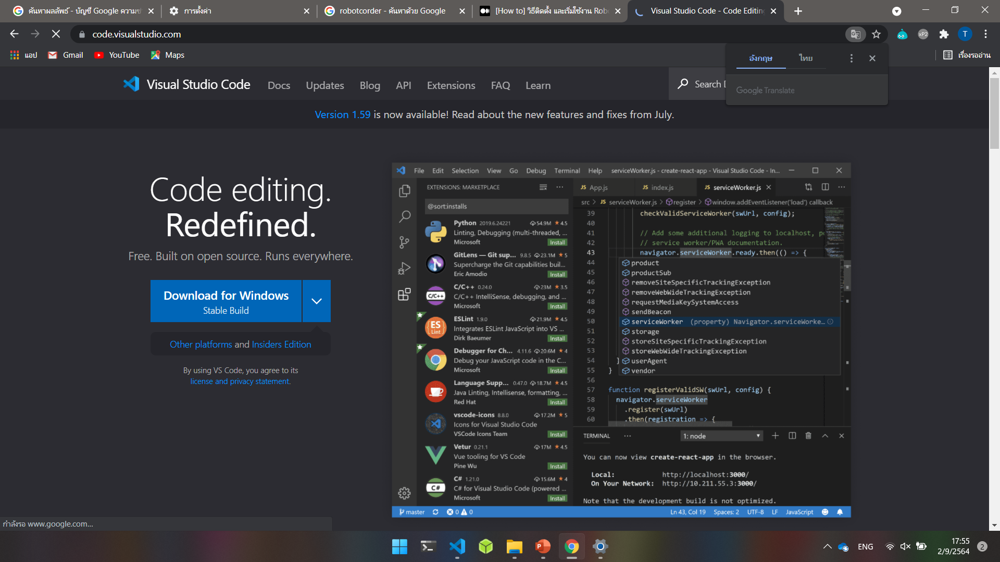 ค้นหาผลลัพธ์ - บัญชี Google ความช่
การตั้งค่า
robotcorder - ค้นหาด้วย Google
[How to] วิธีติดตั้ง และเริ่มใช้งาน Rob
Visual Studio Code - Code Editing
code.visualstudio.com
xP2
T
แอป
Gmail
YouTube
Maps
เรื่องรออ่าน
อังกฤษ
ไทย
Google Translate
Visual Studio Code
Docs
Updates
Blog
API
Extensions
FAQ
Learn
Search D
Version 1.59 is now available! Read about the new features and fixes from July.
Code editing.
Redefined.
Free. Built on open source. Runs everywhere.
Download for Windows
Stable Build
Other platforms and Insiders Edition
By using VS Code, you agree to its
license and privacy statement.
File Edit Selection View Go Debug Terminal Help serviceWorker.js - create-react-app - Visual Studio Code - In...
EXTENSIONS: MARKETPLACE
@sort:installs
Python 2019.6.24221 54.9M ★ 4.5
Linting, Debugging (multi-threaded, ...
Microsoft Install
GitLens — Git sup... 9.8.5 23.1M ★ 5
Supercharge the Git capabilities buil...
Eric Amodio Install
C/C++
C/C++ 0.24.0 23M ★ 3.5
C/C++ IntelliSense, debugging, and ...
Microsoft Install
ES
Lint
ESLint 1.9.0 21.9M ★ 4.5
Integrates ESLint JavaScript into VS ...
Dirk Baeumer Install
Debugger for Ch... 4.11.6 20.6M ★ 4
Debug your JavaScript code in the C...
Microsoft Install
Language Supp... 0.47.0 18.7M ★ 4.5
Java Linting, Intellisense, formatting, ...
Red Hat Install
vscode-icons 8.8.0 17.2M ★ 5
Icons for Visual Studio Code
VSCode Icons Team Install
Vetur 0.21.1 17M ★ 4.5
Vue tooling for VS Code
Pine Wu Install
C#
C# 1.21.0 15.6M ★ 4
C# for Visual Studio Code (powered ...
Microsoft Install
JS App.js
JS index.js
JS serviceWorker.js
src > JS serviceWorker.js > register > window.addEventListener('load') callback
39 checkValidServiceWorker(swUrl, config);
40
41 // Add some additional logging to localhost, po
42 // service worker/PWA documentation.
43 navigator.serviceWorker.ready.then(() => {
44 product
45 productSub
46 removeSiteSpecificTrackingException
47 removeWebWideTrackingException
48 requestMediaKeySystemAccess
49 sendBeacon
50 serviceWorker (property) Navigator.serviceWorke...
51 storage
52 storeSiteSpecificTrackingException
53 storeWebWideTrackingException
54 } userAgent
55 } vendor
56
57 function registerValidSW(swUrl, config) {
58 navigator.serviceWorker
59 .register(swUrl)
60 .then(registration => {
TERMINAL
1: node
You can now view create-react-app in the browser.
Local: http://localhost:3000/
On Your Network: http://10.211.55.3:3000/
Note that the development build is not optimized.
master 0 0 Ln 43, Col 19 Spaces: 2 UTF-8 LF JavaScript
กำลังรอ www.google.com...
ENG
17:55
2/9/2564
2